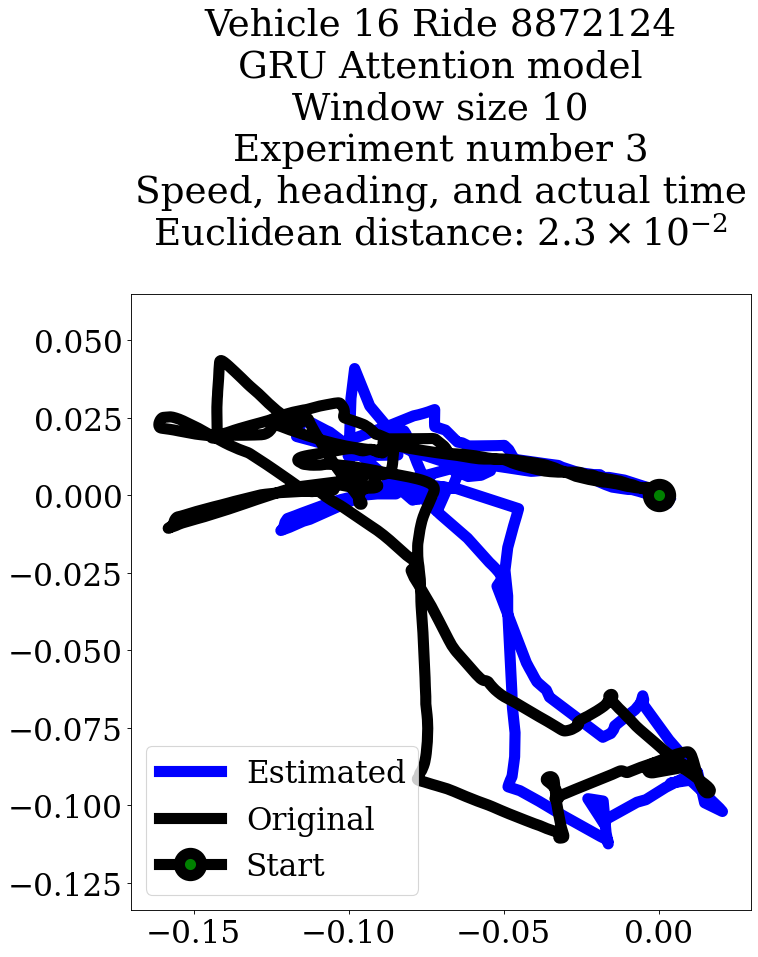 Vehicle 16 Ride 8872124
GRU Attention model
Window size 10
Experiment number 3
Speed, heading, and actual time
Euclidean distance: 2.3 × 10⁻²
0.050
0.025
0.000
−0.025
−0.050
−0.075
−0.100
−0.125
Estimated
Original
Start
−0.15
−0.10
−0.05
0.00